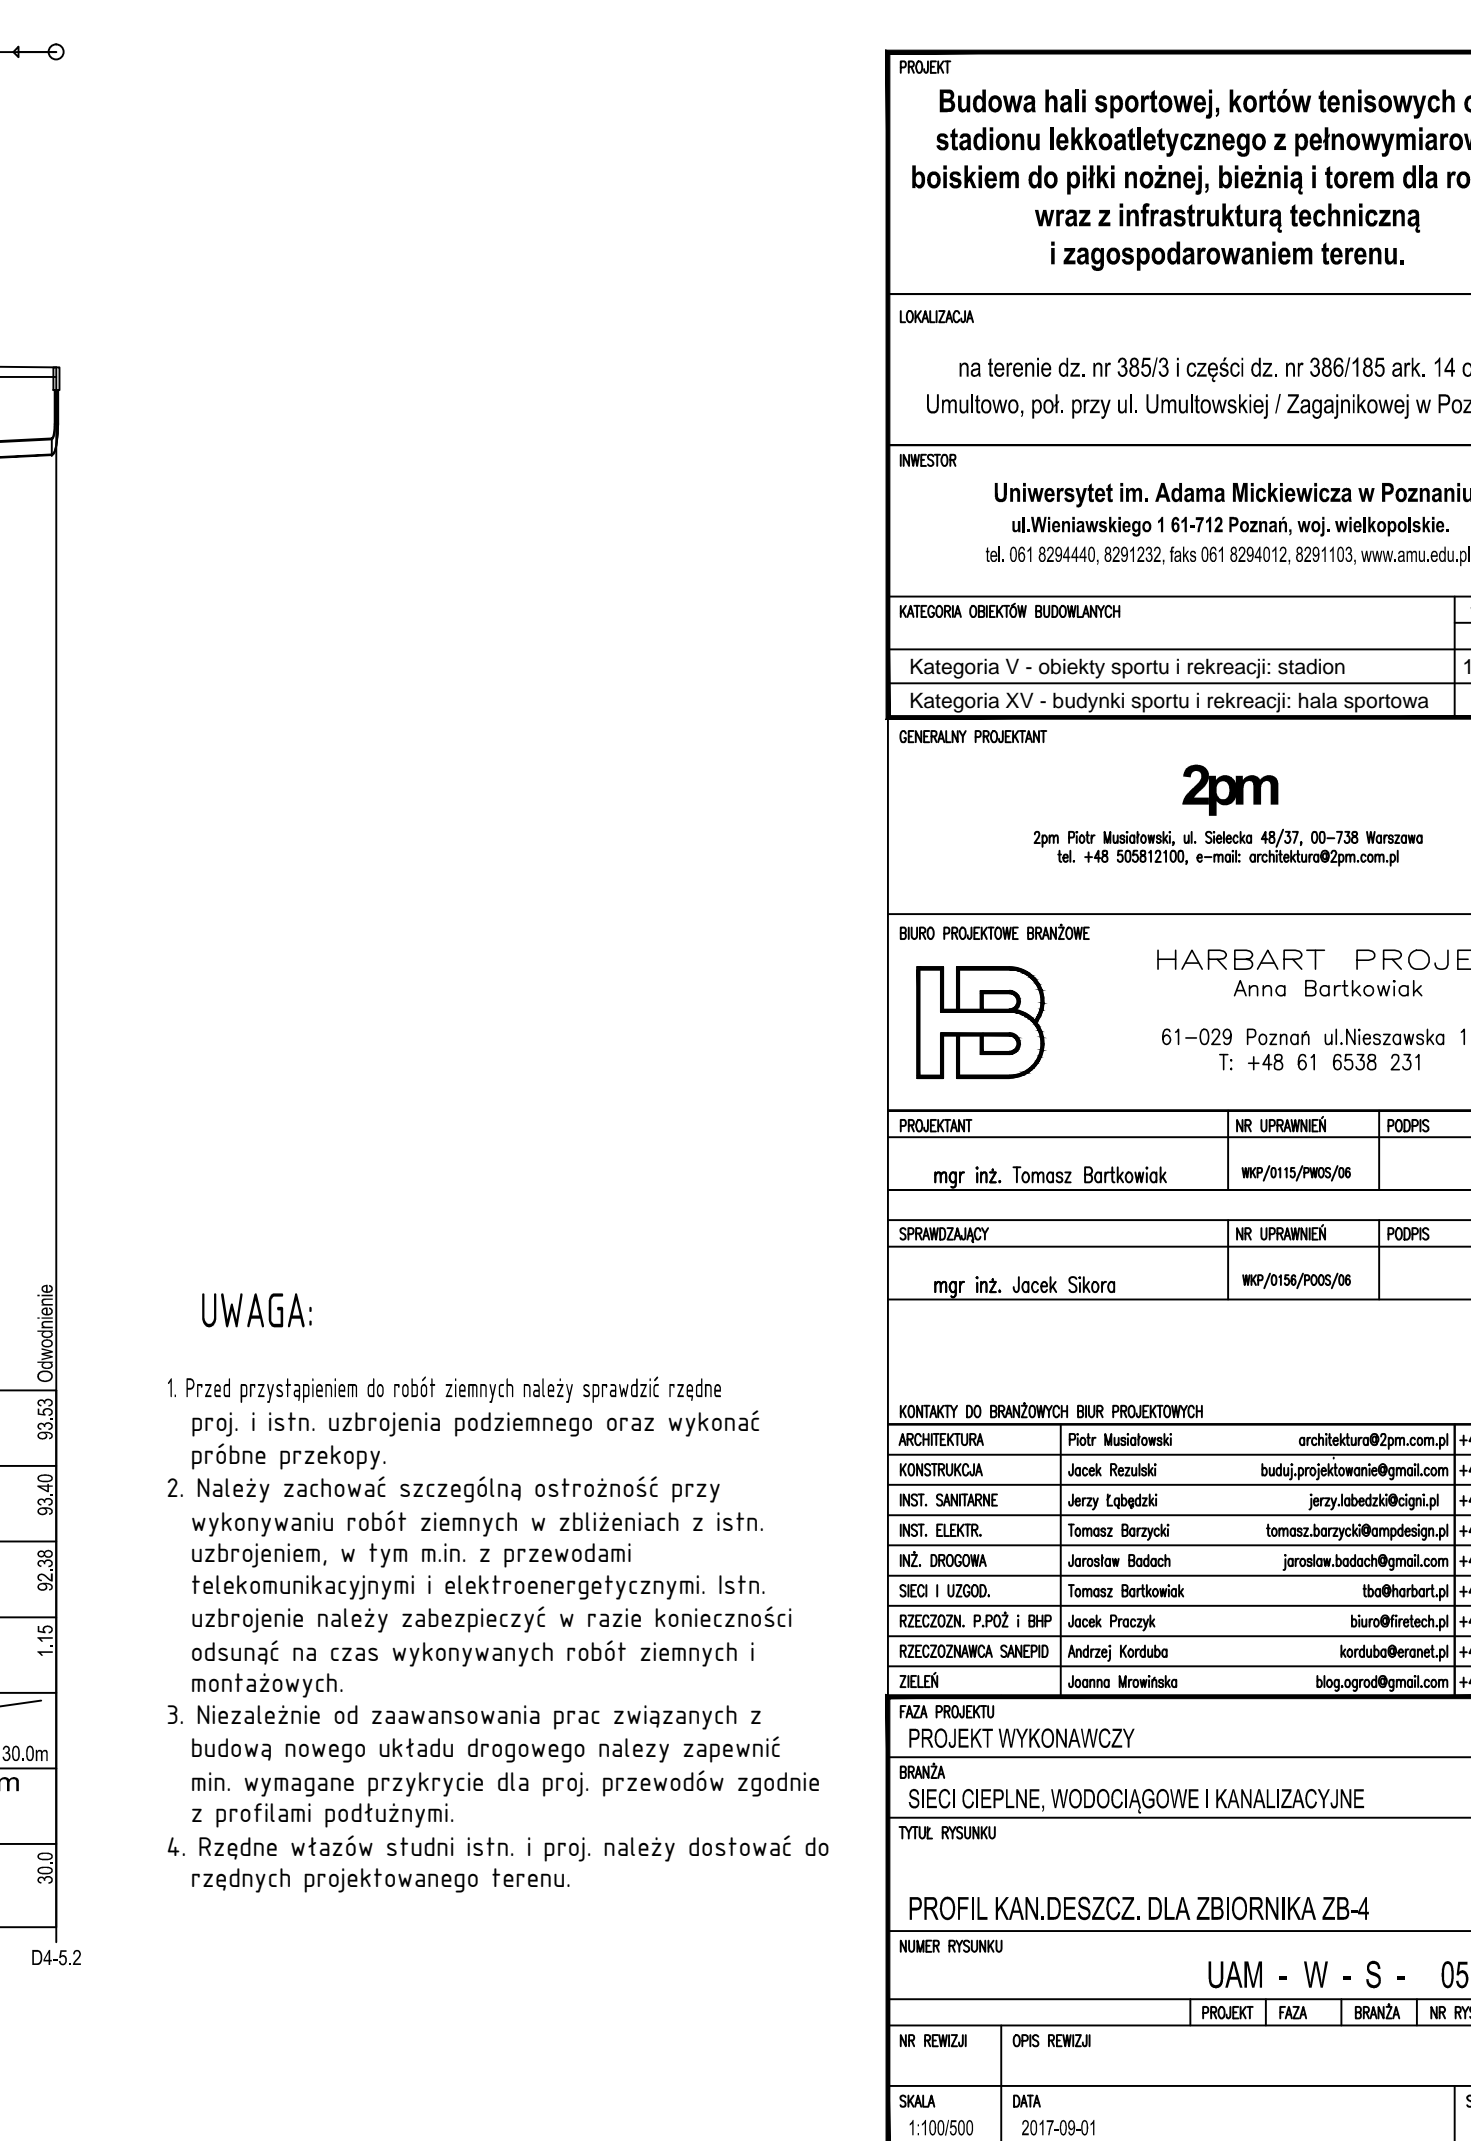 Odwodnienie
93.53
93.40
92.38
1.15
30.0m
m
30.0
D4-5.2
UWAGA:
1. Przed przystąpieniem do robót ziemnych należy sprawdzić rzędne
proj. i istn. uzbrojenia podziemnego oraz wykonać
próbne przekopy.
2. Należy zachować szczególną ostrożność przy
wykonywaniu robót ziemnych w zbliżeniach z istn.
uzbrojeniem, w tym m.in. z przewodami
telekomunikacyjnymi i elektroenergetycznymi. Istn.
uzbrojenie należy zabezpieczyć w razie konieczności
odsunąć na czas wykonywanych robót ziemnych i
montażowych.
3. Niezależnie od zaawansowania prac związanych z
budową nowego układu drogowego nalezy zapewnić
min. wymagane przykrycie dla proj. przewodów zgodnie
z profilami podłużnymi.
4. Rzędne włazów studni istn. i proj. należy dostować do
rzędnych projektowanego terenu.
PROJEKT
Budowa hali sportowej, kortów tenisowych
stadionu lekkoatletycznego z
boiskiem do piłki nożnej, bieżnią i torem dla
wraz z infrastrukturą techniczną
i zagospodarowaniem terenu.
LOKALIZACJA
na terenie dz. nr 385/3 i części dz. nr 386/185 ark. 14
Umultowo, poł. przy ul. Umultowskiej / Zagajnikowej w
INWESTOR
Uniwersytet im. Adama Mickiewicza w Poznaniu
ul.Wieniawskiego 1 61-712 Poznań, woj. wielkopolskie.
tel. 061 8294440, 8291232, faks 061 8294012, 8291103, www.amu.edu.pl
KATEGORIA OBIEKTÓW BUDOWLANYCH
Kategoria V - obiekty sportu i rekreacji: stadion 1
Kategoria XV - budynki sportu i rekreacji: hala sportowa
GENERALNY PROJEKTANT
2pm
2pm Piotr Musiałowski, ul. Sielecka 48/37, 00-738 Warszawa
tel. +48 505812100, e-mail: architektura@2pm.com.pl
BIURO PROJEKTOWE BRANŻOWE
HB
HARBART PROJE
Anna Bartkowiak
61-029 Poznań ul.Nieszawska 1
T: +48 61 6538 231
PROJEKTANT NR UPRAWNIEŃ PODPIS
mgr inż. Tomasz Bartkowiak WKP/0115/PWOS/06
SPRAWDZAJĄCY NR UPRAWNIEŃ PODPIS
mgr inż. Jacek Sikora WKP/0156/POOS/06
KONTAKTY DO BRANŻOWYCH BIUR PROJEKTOWYCH
ARCHITEKTURA Piotr Musiałowski architektura@2pm.com.pl +4
KONSTRUKCJA Jacek Rezulski buduj.projektowanie@gmail.com +4
INST. SANITARNE Jerzy Łąbędzki jerzy.labedzki@cigni.pl +4
INST. ELEKTR. Tomasz Barzycki tomasz.barzycki@ampdesign.pl +4
INŻ. DROGOWA Jarosław Badach jaroslaw.badach@gmail.com +4
SIECI I UZGOD. Tomasz Bartkowiak tba@harbart.pl +4
RZECZOZN. P.POŻ i BHP Jacek Praczyk biuro@firetech.pl +4
RZECZOZNAWCA SANEPID Andrzej Korduba korduba@eranet.pl +4
ZIELEŃ Joanna Mrowińska blog.ogrod@gmail.com +4
FAZA PROJEKTU
PROJEKT WYKONAWCZY
BRANŻA
SIECI CIEPLNE, WODOCIĄGOWE I KANALIZACYJNE
TYTUŁ RYSUNKU
PROFIL KAN.DESZCZ. DLA ZBIORNIKA ZB-4
NUMER RYSUNKU
UAM - W - S - 05
PROJEKT FAZA BRANŻA NR
NR REWIZJI OPIS REWIZJI
SKALA DATA
1:100/500 2017-09-01